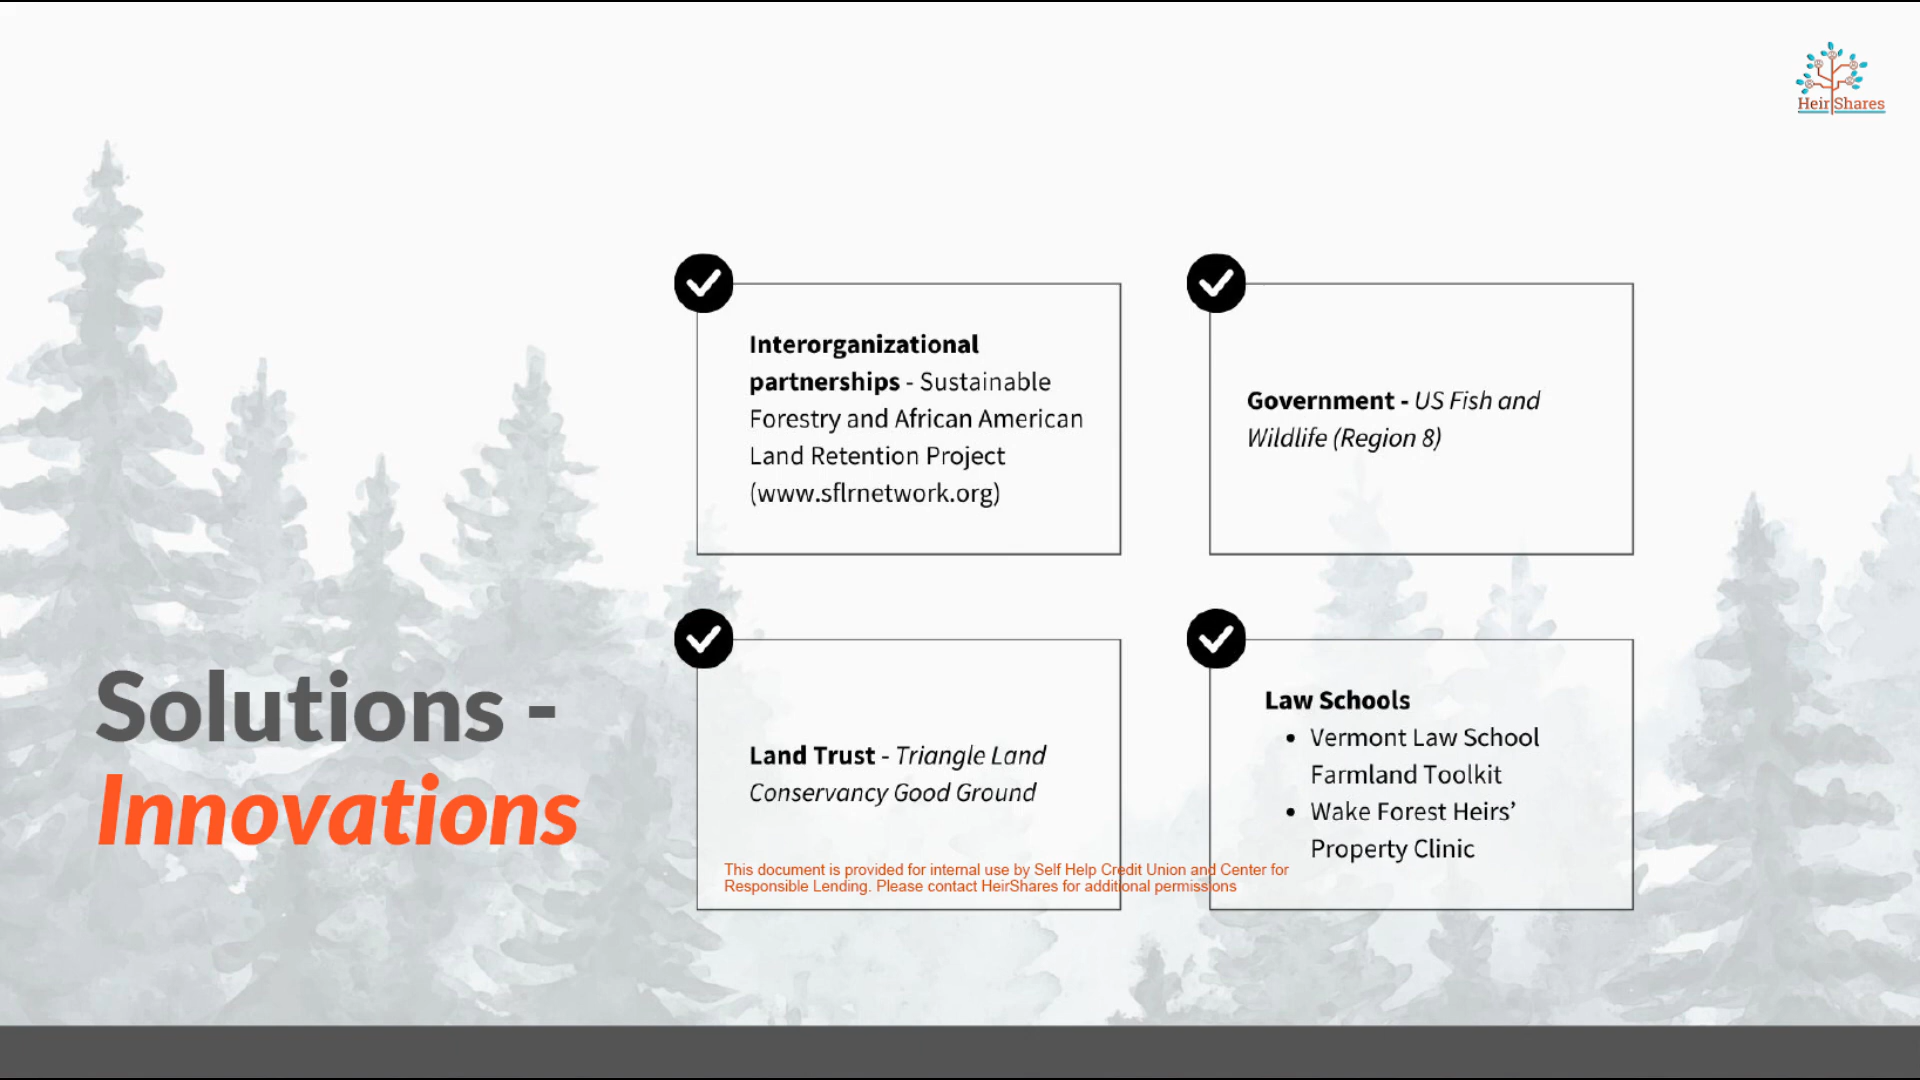 Heir Shares
Interorganizational
partnerships - Sustainable
Forestry and African American
Land Retention Project
(www.sflrnetwork.org)
Government - US Fish and
Wildlife (Region 8)
Solutions -
Innovations
Land Trust - Triangle Land
Conservancy Good Ground
Law Schools
• Vermont Law School
Farmland Toolkit
• Wake Forest Heirs’
Property Clinic
This document is provided for internal use by Self Help Credit Union and Center for
Responsible Lending. Please contact HeirShares for additional permissions